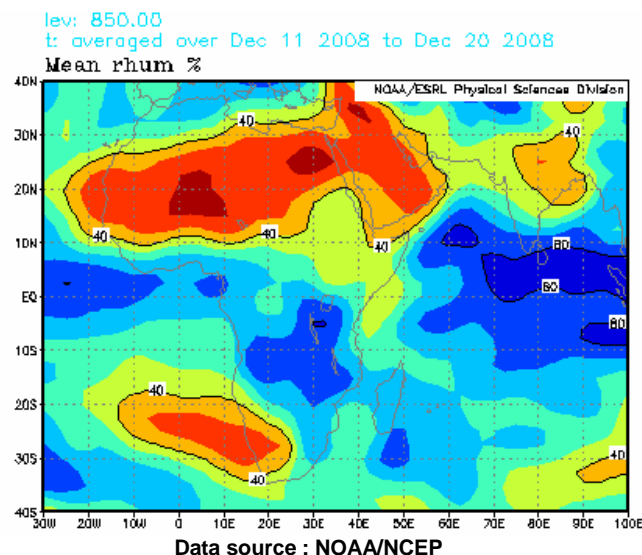 lev: 850.00
t: averaged over Dec 11 2008 to Dec 20 2008
Mean rhum %
NOAA/ESRL Physical Sciences Division
40N
30N
20N
10N
EQ
10S
20S
30S
40S
40
40
40
40
40
40
80
80
80
40
40
40
30W 20W 10W 0 10E 20E 30E 40E 50E 60E 70E 80E 90E 100E
Data source : NOAA/NCEP